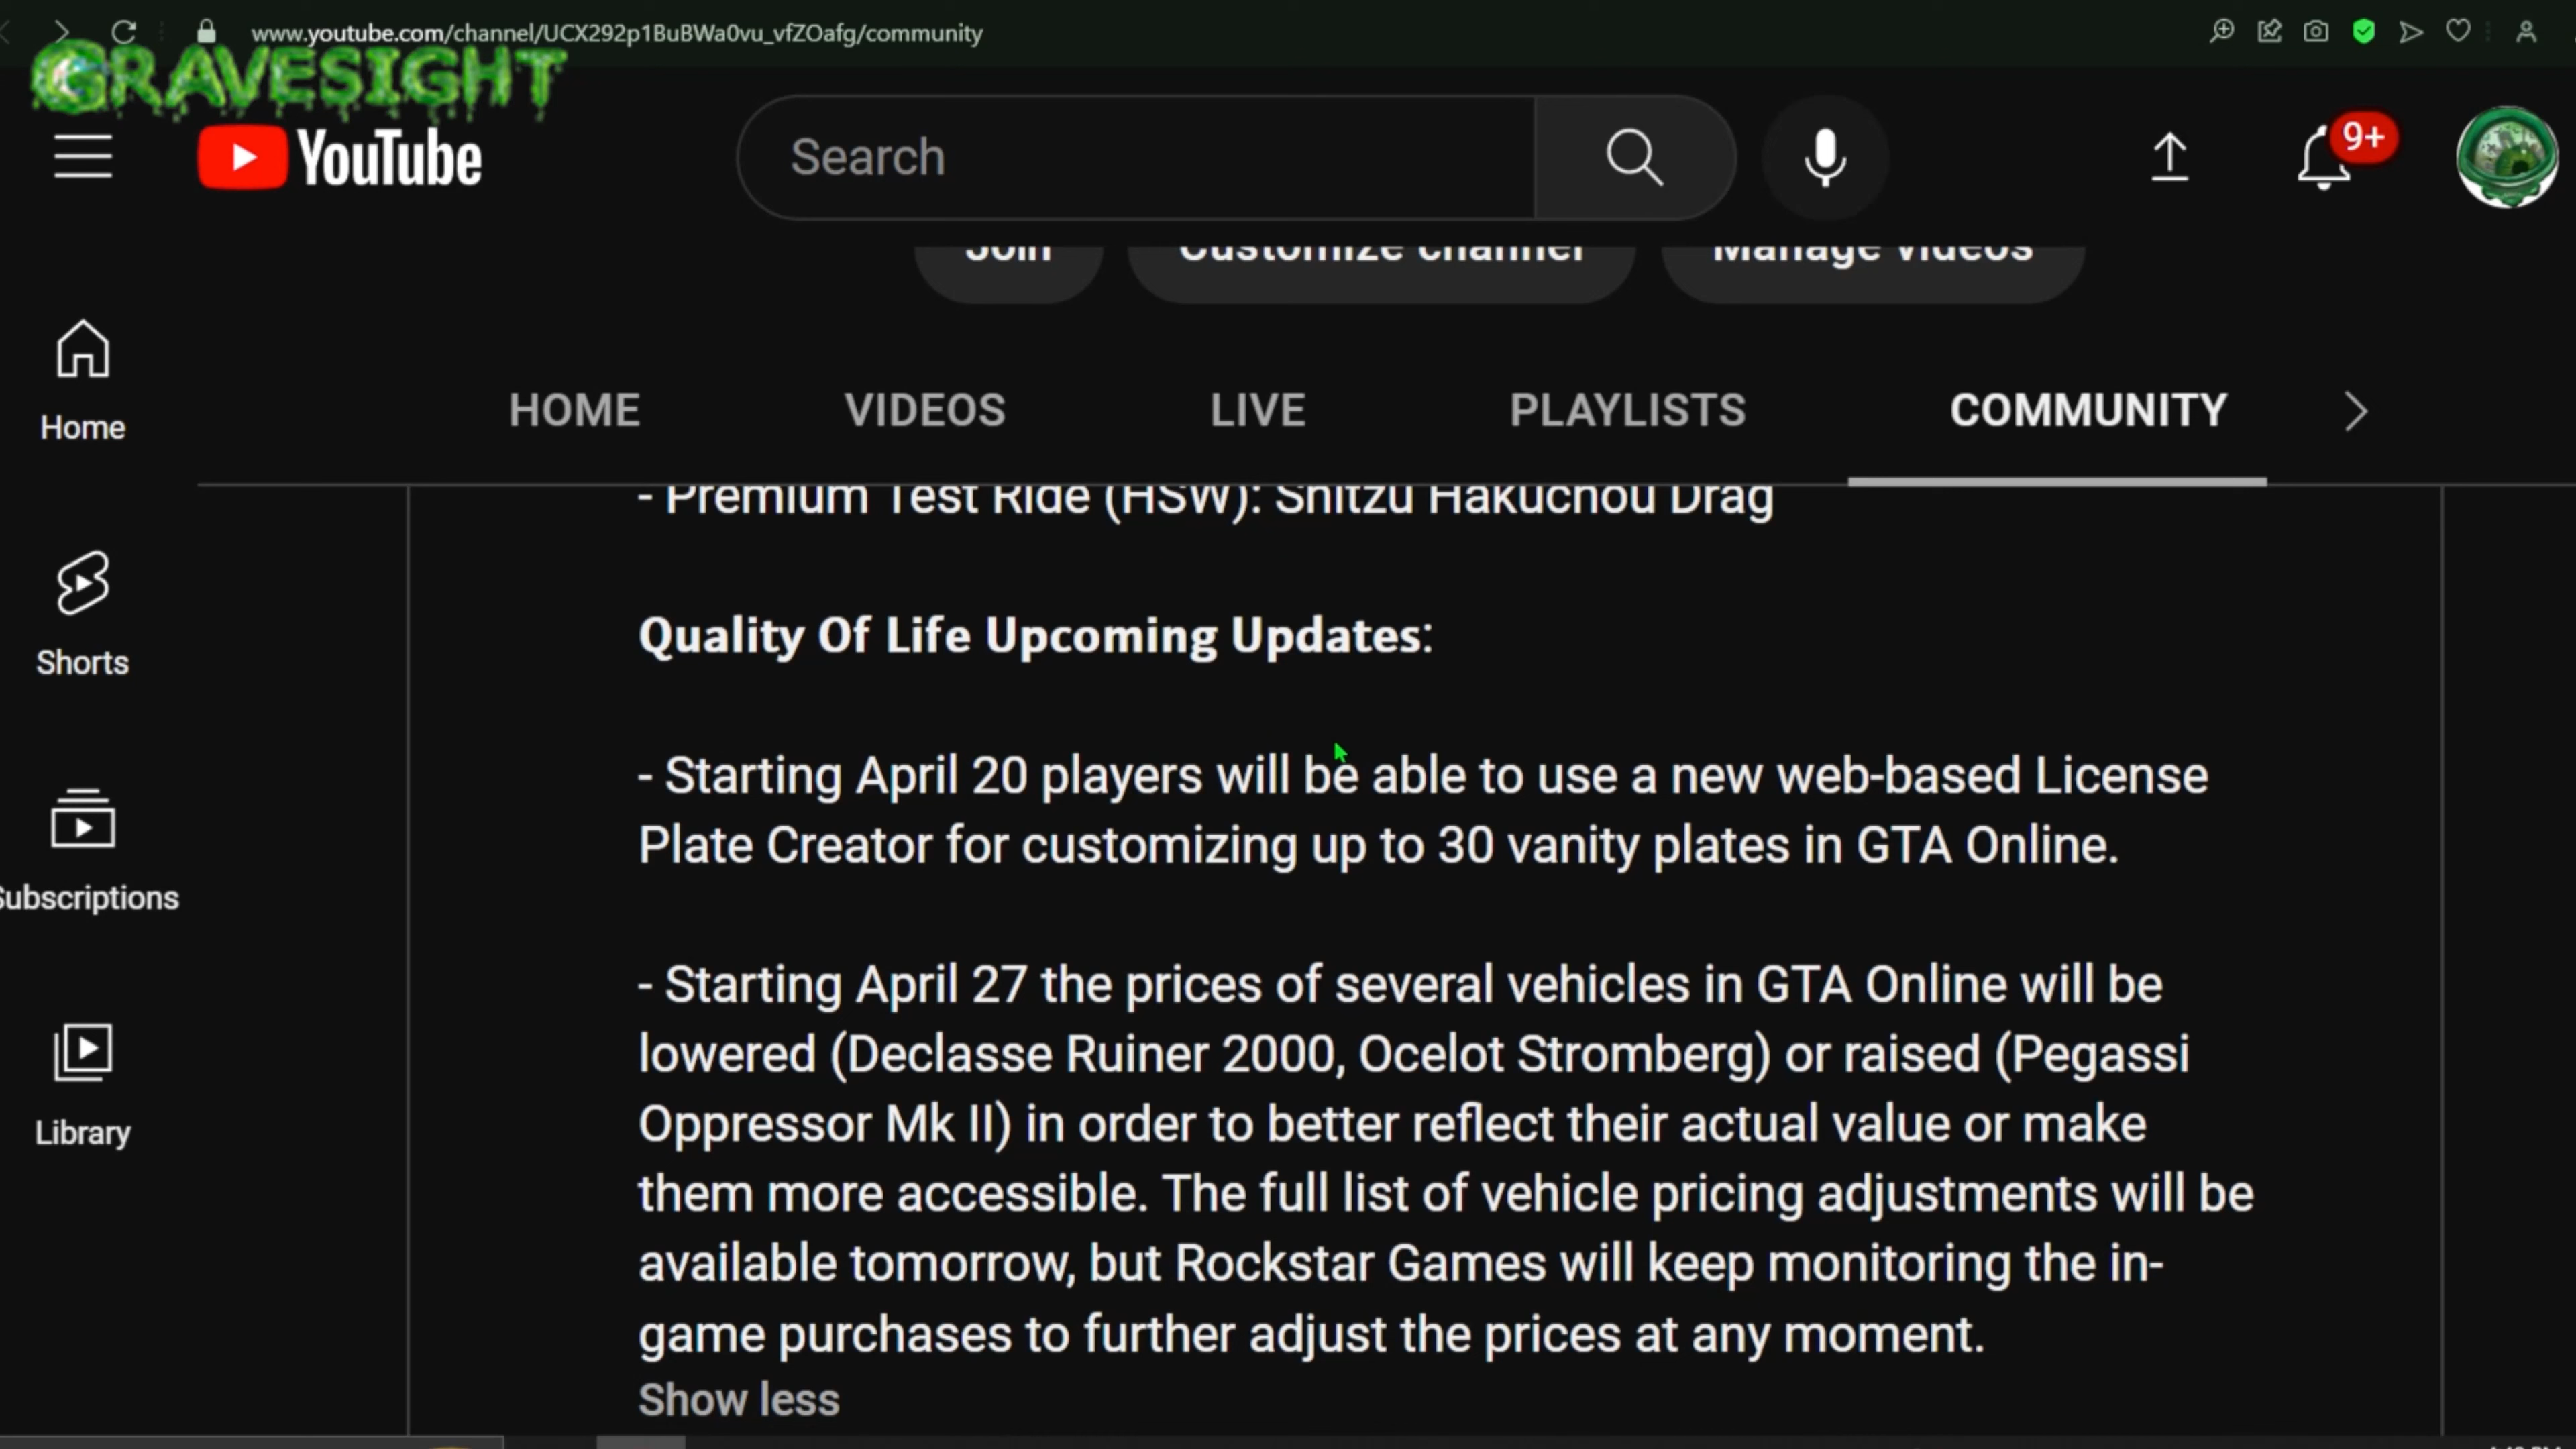 www.youtube.com/channel/UCX292p1BuBWa0vu_vfZOafg/community
GRAVESIGHT
YouTube
Search
9+
Join
Customize channel
Manage videos
Home
HOME
VIDEOS
LIVE
PLAYLISTS
COMMUNITY
- Premium Test Ride (HSW): Shitzu Hakuchou Drag
Shorts
Quality Of Life Upcoming Updates:
- Starting April 20 players will be able to use a new web-based License
Plate Creator for customizing up to 30 vanity plates in GTA Online.
Subscriptions
- Starting April 27 the prices of several vehicles in GTA Online will be
lowered (Declasse Ruiner 2000, Ocelot Stromberg) or raised (Pegassi
Oppressor Mk II) in order to better reflect their actual value or make
Library
them more accessible. The full list of vehicle pricing adjustments will be
available tomorrow, but Rockstar Games will keep monitoring the in-
game purchases to further adjust the prices at any moment.
Show less